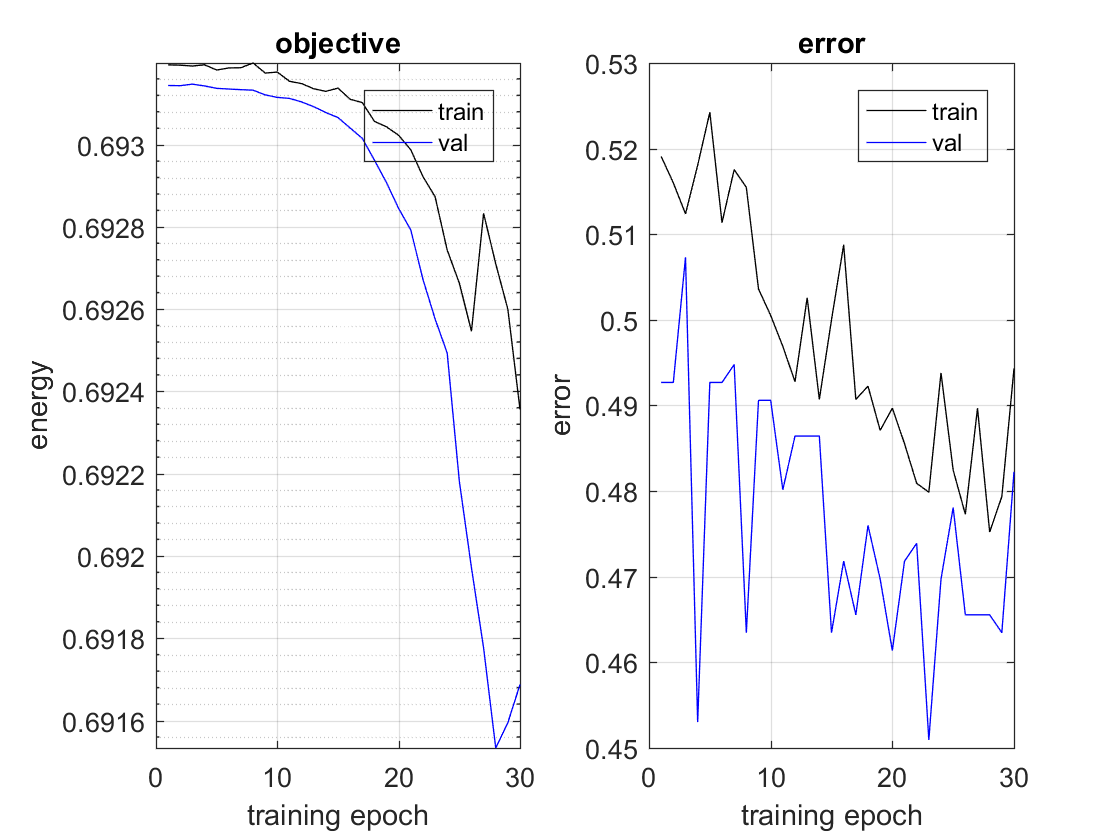 objective
train
val
0.693
0.6928
0.6926
0.6924
0.6922
0.692
0.6918
0.6916
energy
0 10 20 30
training epoch
error
train
val
0.53
0.52
0.51
0.5
0.49
0.48
0.47
0.46
0.45
error
0 10 20 30
training epoch